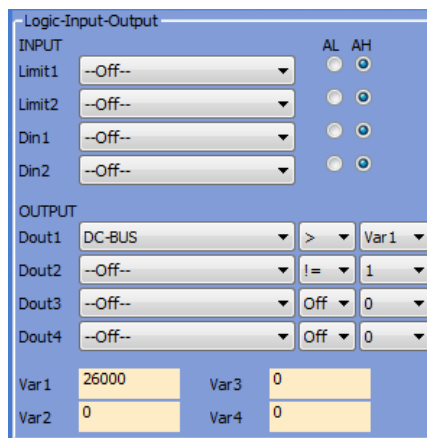 Logic-Input-Output
INPUT AL AH
Limit1 --Off--
Limit2 --Off--
Din1 --Off--
Din2 --Off--
OUTPUT
Dout1 DC-BUS > Var1
Dout2 --Off-- != 1
Dout3 --Off-- Off 0
Dout4 --Off-- Off 0
Var1 26000 Var3 0
Var2 0 Var4 0